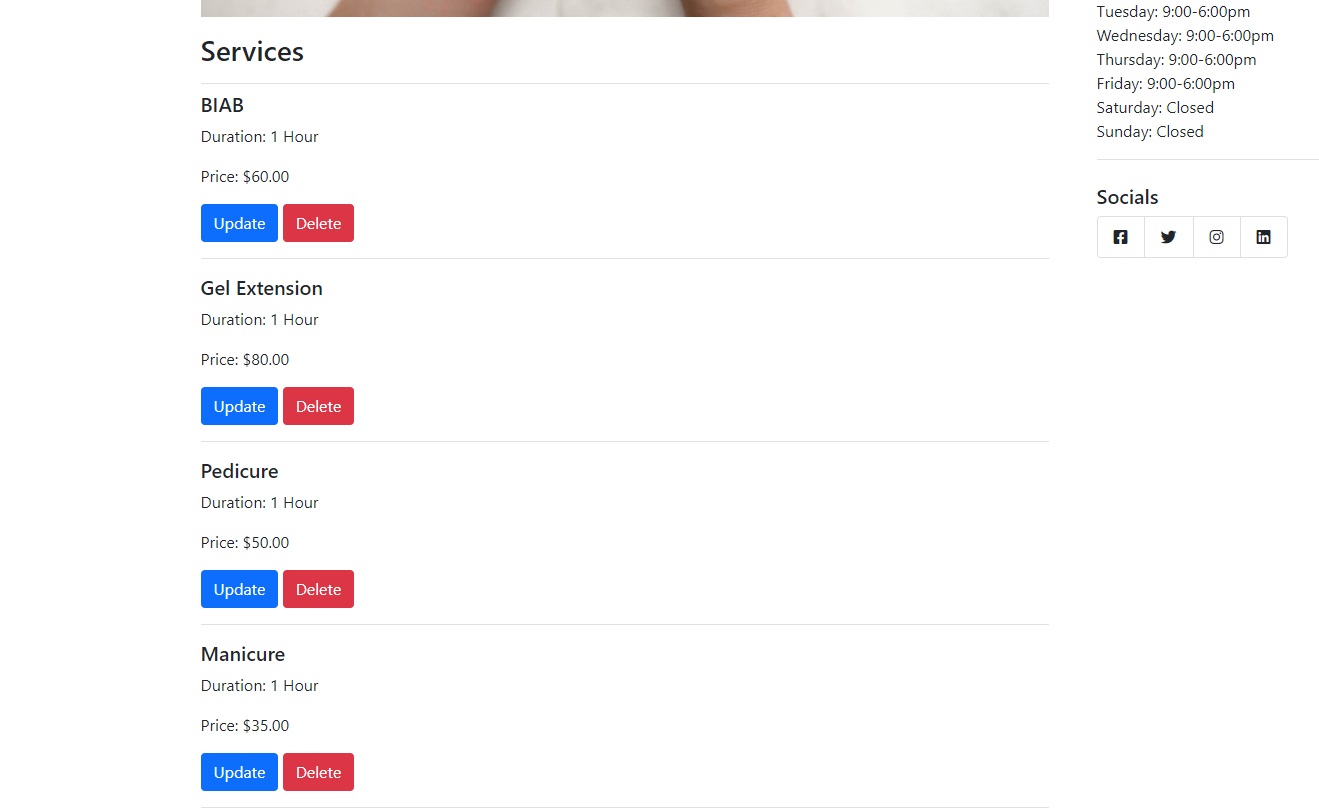 Services
BIAB
Duration: 1 Hour
Price: $60.00
Update Delete
Gel Extension
Duration: 1 Hour
Price: $80.00
Update Delete
Pedicure
Duration: 1 Hour
Price: $50.00
Update Delete
Manicure
Duration: 1 Hour
Price: $35.00
Update Delete
Tuesday: 9:00-6:00pm
Wednesday: 9:00-6:00pm
Thursday: 9:00-6:00pm
Friday: 9:00-6:00pm
Saturday: Closed
Sunday: Closed
Socials